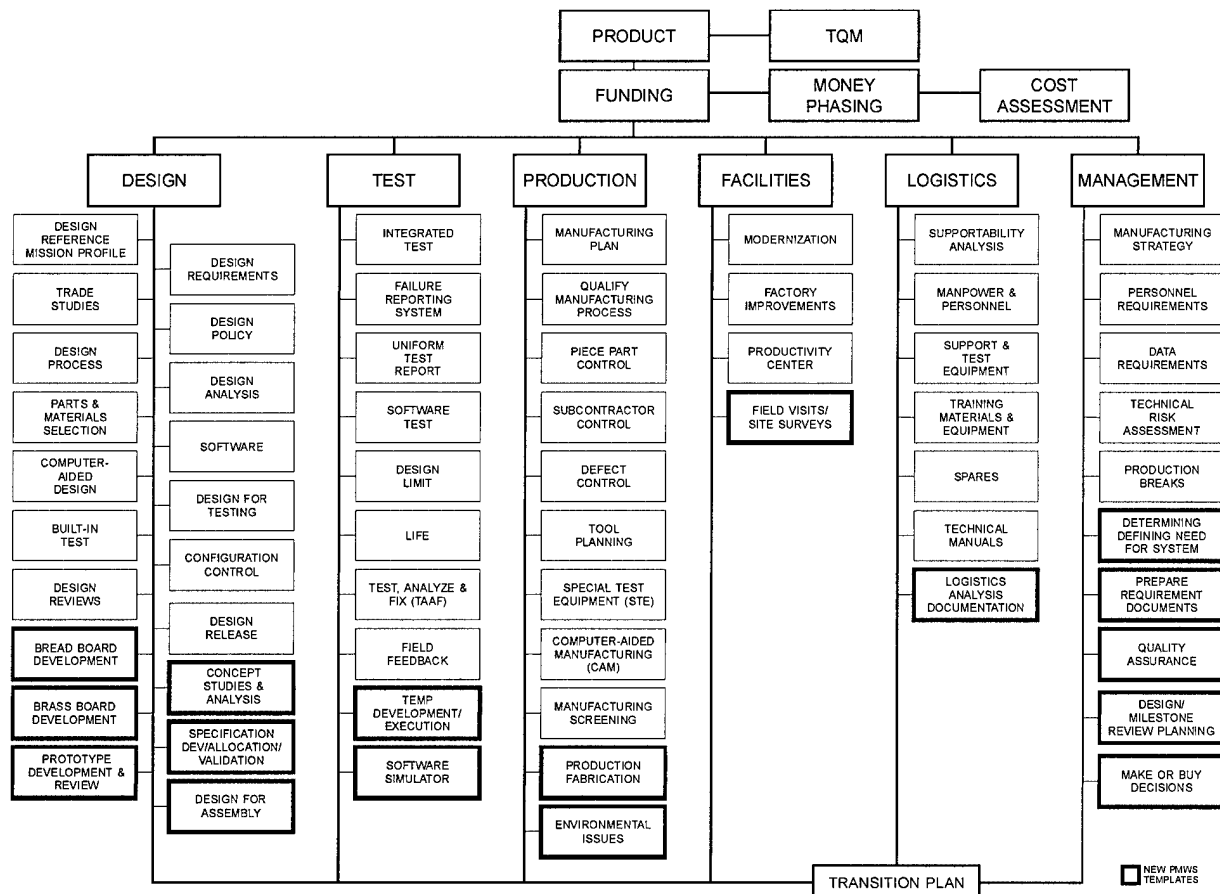 PRODUCT
TQM
FUNDING
MONEY
PHASING
COST
ASSESSMENT
DESIGN
TEST
PRODUCTION
FACILITIES
LOGISTICS
MANAGEMENT
DESIGN
REFERENCE
MISSION PROFILE
TRADE
STUDIES
DESIGN
PROCESS
PARTS &
MATERIALS
SELECTION
COMPUTER-
AIDED
DESIGN
BUILT-IN
TEST
DESIGN
REVIEWS
BREAD BOARD
DEVELOPMENT
BRASS BOARD
DEVELOPMENT
PROTOTYPE
DEVELOPMENT &
REVIEW
DESIGN
REQUIREMENTS
DESIGN
POLICY
DESIGN
ANALYSIS
SOFTWARE
DESIGN FOR
TESTING
CONFIGURATION
CONTROL
DESIGN
RELEASE
CONCEPT
STUDIES &
ANALYSIS
SPECIFICATION
DEV/ALLOCATION/
VALIDATION
DESIGN FOR
ASSEMBLY
INTEGRATED
TEST
FAILURE
REPORTING
SYSTEM
UNIFORM
TEST
REPORT
SOFTWARE
TEST
DESIGN
LIMIT
LIFE
TEST, ANALYZE &
FIX (TAAF)
FIELD
FEEDBACK
TEMP
DEVELOPMENT/
EXECUTION
SOFTWARE
SIMULATOR
MANUFACTURING
PLAN
QUALIFY
MANUFACTURING
PROCESS
PIECE PART
CONTROL
SUBCONTRACTOR
CONTROL
DEFECT
CONTROL
TOOL
PLANNING
SPECIAL TEST
EQUIPMENT (STE)
COMPUTER-AIDED
MANUFACTURING
(CAM)
MANUFACTURING
SCREENING
PRODUCTION
FABRICATION
ENVIRONMENTAL
ISSUES
MODERNIZATION
FACTORY
IMPROVEMENTS
PRODUCTIVITY
CENTER
FIELD VISITS/
SITE SURVEYS
SUPPORTABILITY
ANALYSIS
MANPOWER &
PERSONNEL
SUPPORT &
TEST
EQUIPMENT
TRAINING
MATERIALS &
EQUIPMENT
SPARES
TECHNICAL
MANUALS
LOGISTICS
ANALYSIS
DOCUMENTATION
MANUFACTURING
STRATEGY
PERSONNEL
REQUIREMENTS
DATA
REQUIREMENTS
TECHNICAL
RISK
ASSESSMENT
PRODUCTION
BREAKS
DETERMINING
DEFINING NEED
FOR SYSTEM
PREPARE
REQUIREMENT
DOCUMENTS
QUALITY
ASSURANCE
DESIGN/
MILESTONE
REVIEW PLANNING
MAKE OR BUY
DECISIONS
TRANSITION PLAN
NEW PMWS
TEMPLATES